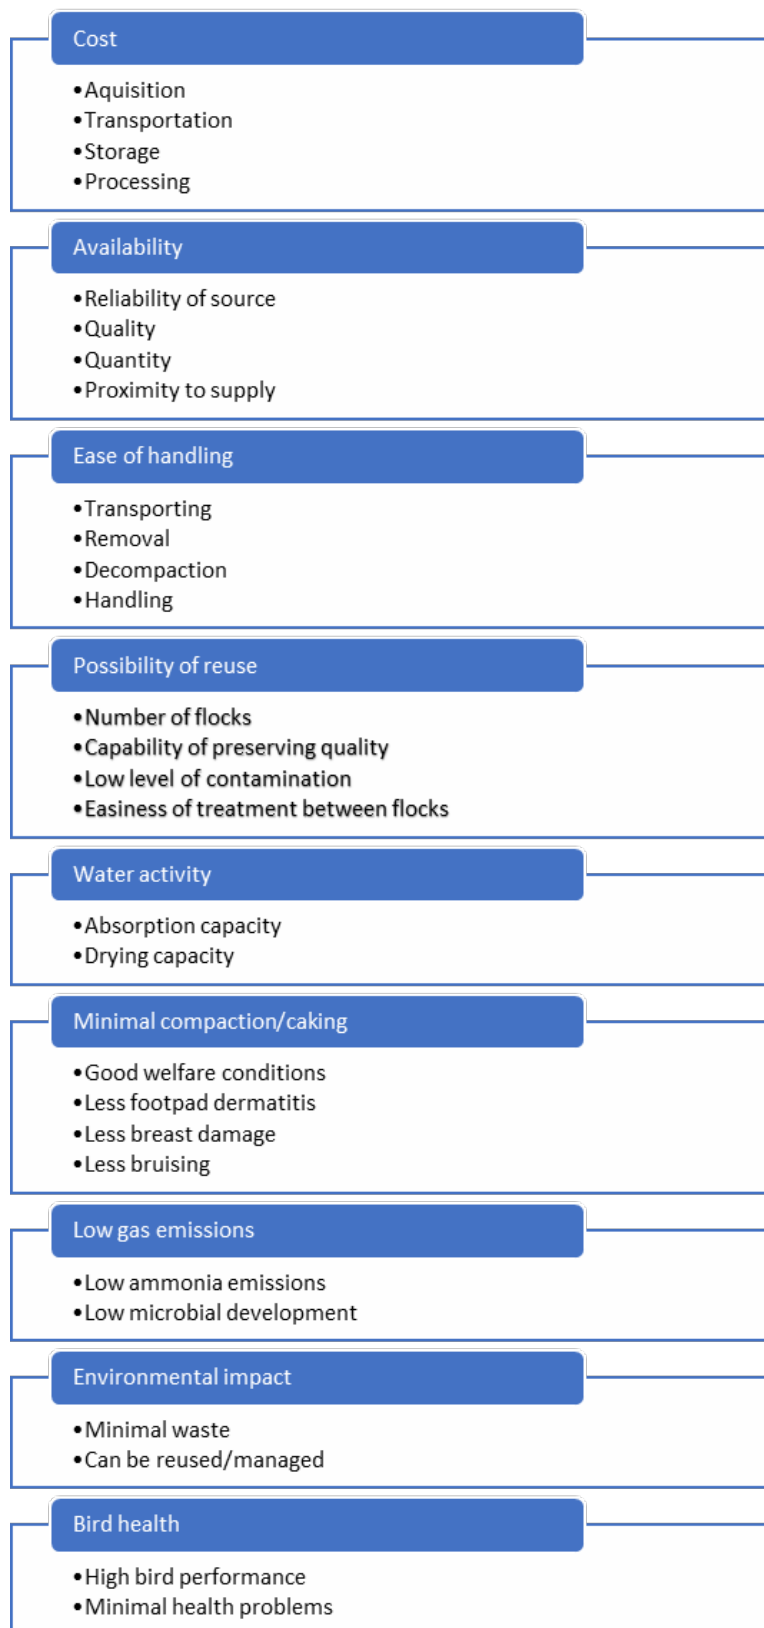 Cost
•Aquisition
•Transportation
•Storage
•Processing
Availability
•Reliability of source
•Quality
•Quantity
•Proximity to supply
Ease of handling
•Transporting
•Removal
•Decompaction
•Handling
Possibility of reuse
•Number of flocks
•Capability of preserving quality
•Low level of contamination
•Easiness of treatment between flocks
Water activity
•Absorption capacity
•Drying capacity
Minimal compaction/caking
•Good welfare conditions
•Less footpad dermatitis
•Less breast damage
•Less bruising
Low gas emissions
•Low ammonia emissions
•Low microbial development
Environmental impact
•Minimal waste
•Can be reused/managed
Bird health
•High bird performance
•Minimal health problems